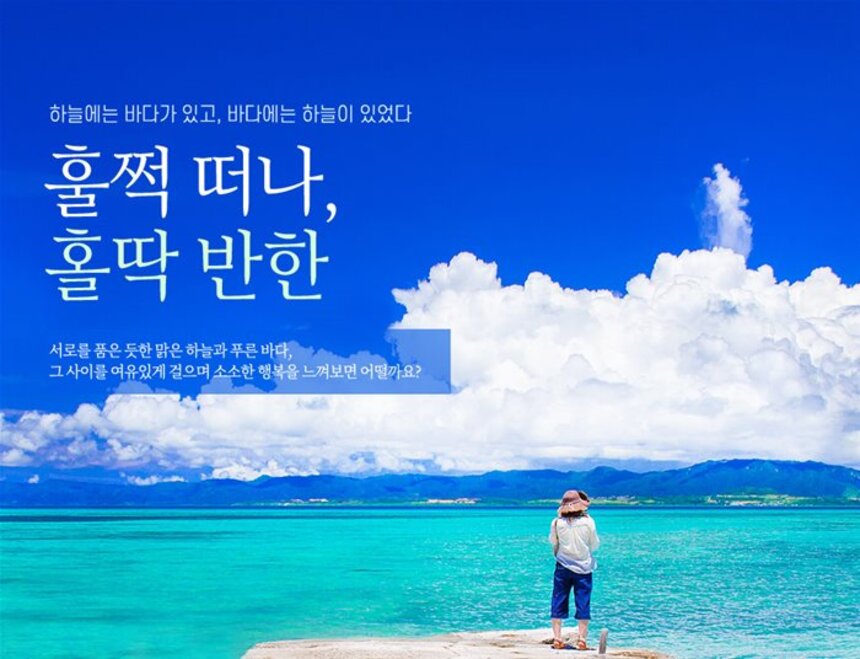 하늘에는 바다가 있고, 바다에는 하늘이 있었다
훌쩍 떠나,
홀딱 반한
서로를 품은 듯한 맑은 하늘과 푸른 바다,
그 사이를 여유있게 걸으며 소소한 행복을 느껴보면 어떨까요?